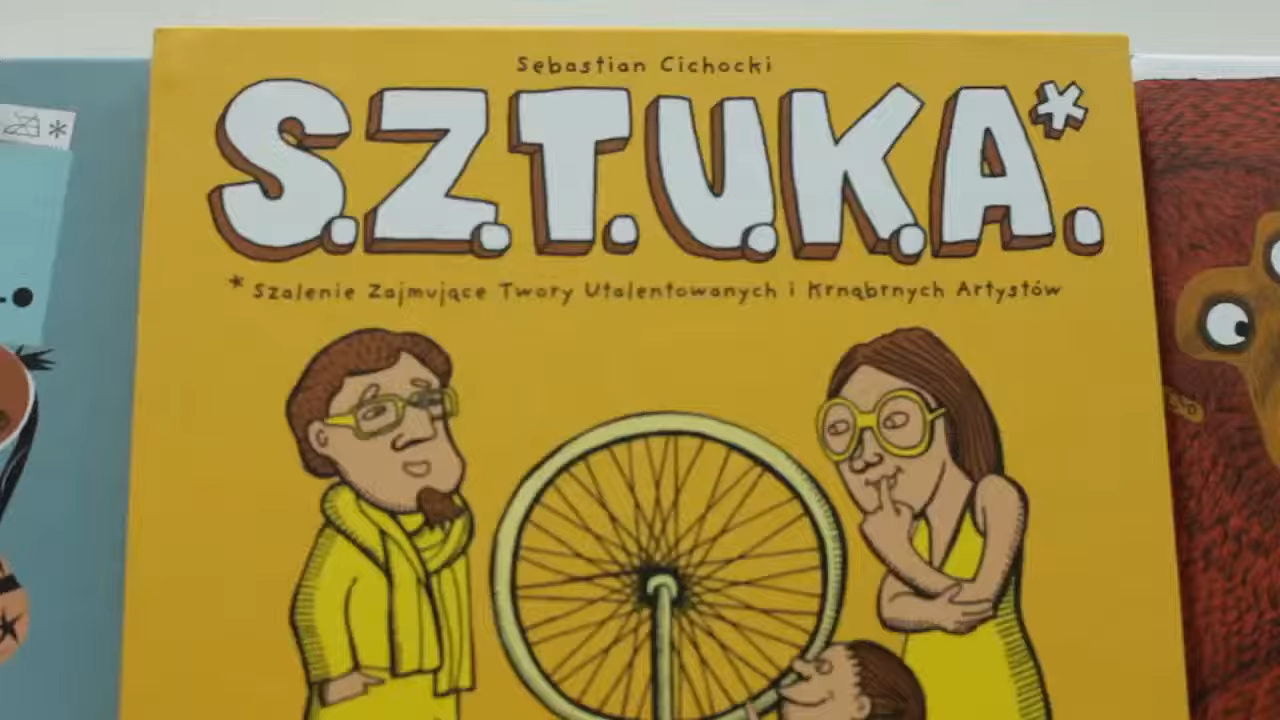 Sebastian Cichocki
S.Z.T.U.K.A.*
* Szalenie Zajmujące Twory Utalentowanych i Krnąbrnych Artystów